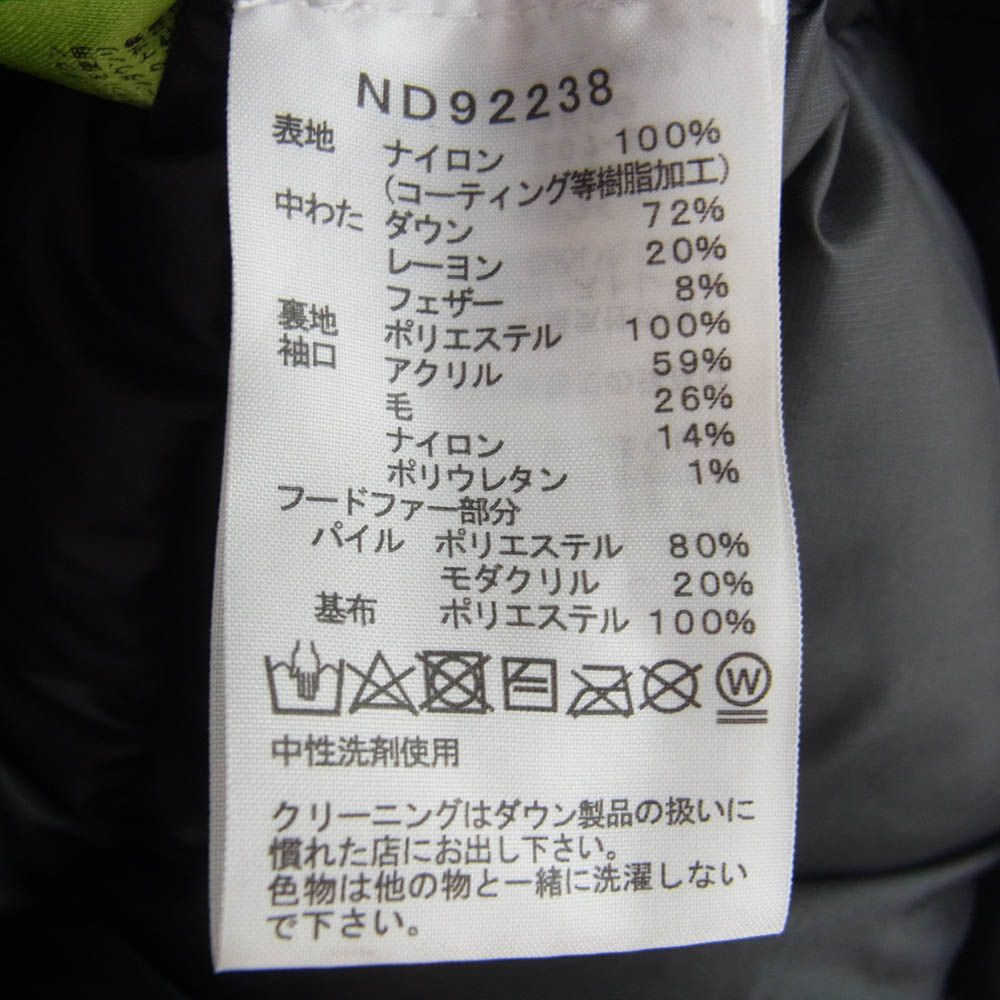 ND92238
表地 ナイロン 100%
(コーティング等樹脂加工)
中わた ダウン 72%
レーヨン 20%
フェザー 8%
裏地 ポリエステル 100%
袖口 アクリル 59%
毛 26%
ナイロン 14%
ポリウレタン 1%
フードファー部分
パイル ポリエステル 80%
モダクリル 20%
基布 ポリエステル 100%
W
中性洗剤使用
クリーニングはダウン製品の扱いに
慣れた店にお出し下さい。
色物は他の物と一緒に洗濯しない
で下さい。